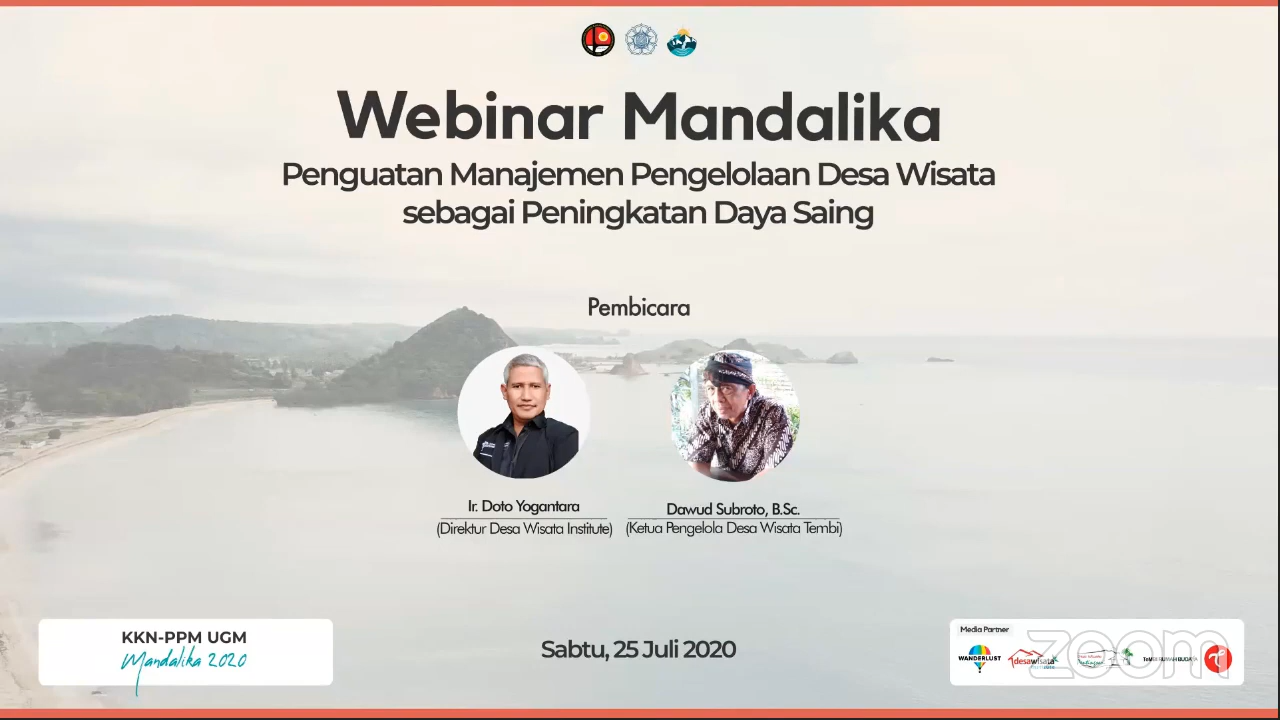 Webinar Mandalika
Penguatan Manajemen Pengelolaan Desa Wisata
sebagai Peningkatan Daya Saing
Pembicara
Ir. Doto Yogantara
(Direktur Desa Wisata Institute)
Dawud Subroto, B.Sc.
(Ketua Pengelola Desa Wisata Tembi)
KKN-PPM UGM
Mandalika 2020
Sabtu, 25 Juli 2020
Media Partner
WANDERLUST
desawisata
zoom